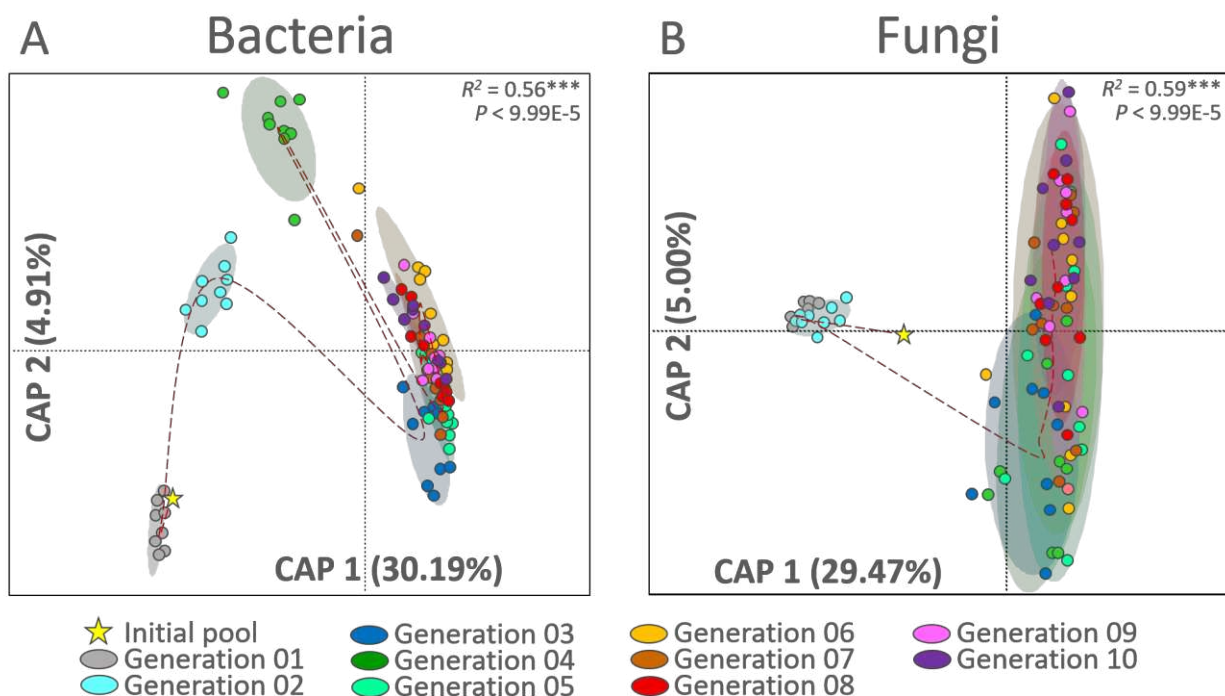 A Bacteria
R² = 0.56***
P < 9.99E-5
CAP 2 (4.91%)
CAP 1 (30.19%)
B Fungi
R² = 0.59***
P < 9.99E-5
CAP 2 (5.00%)
CAP 1 (29.47%)
Initial pool
Generation 01
Generation 02
Generation 03
Generation 04
Generation 05
Generation 06
Generation 07
Generation 08
Generation 09
Generation 10